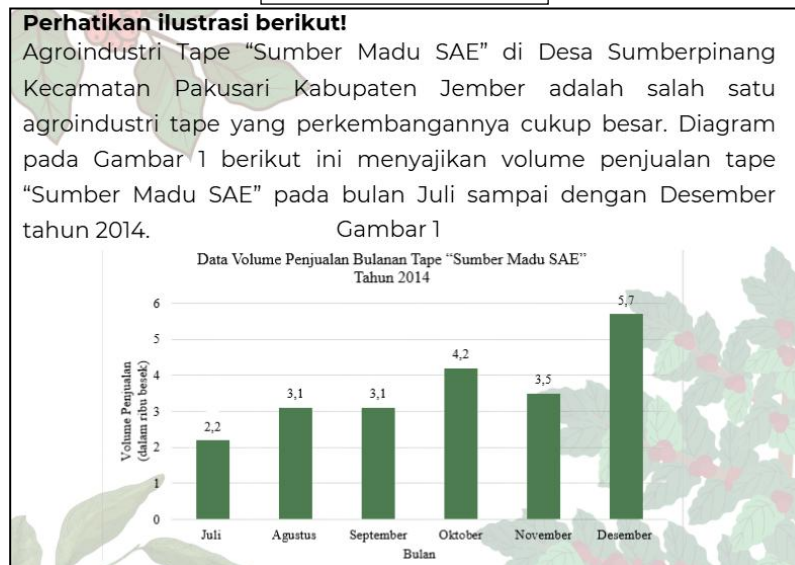 Perhatikan ilustrasi berikut!
Agroindustri Tape “Sumber Madu SAE” di Desa Sumberpinang
Kecamatan Pakusari Kabupaten Jember adalah salah satu
agroindustri tape yang perkembangannya cukup besar. Diagram
pada Gambar 1 berikut ini menyajikan volume penjualan tape
“Sumber Madu SAE” pada bulan Juli sampai dengan Desember
tahun 2014.
Gambar 1
Data Volume Penjualan Bulanan Tape “Sumber Madu SAE”
Tahun 2014
Volume Penjualan
(dalam ribu besek)
6
5
4
3
2
1
0
2,2
3,1
3,1
4,2
3,5
5,7
Juli
Agustus
September
Oktober
November
Desember
Bulan